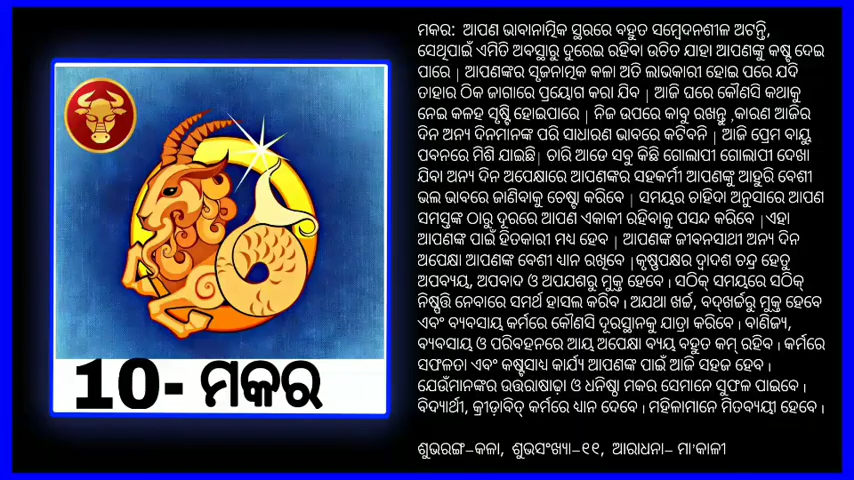 ମକର: ଆପଣ ଭାବାନାତ୍ମିକ ସ୍ଥରରେ ବହୁତ ସମ୍ବେଦନଶୀଳ ଅଟନ୍ତି,
ସେଥିପାଇଁ ଏମିତି ଅବସ୍ଥାରୁ ଦୁରେଇ ରହିବା ଉଚିତ ଯାହା ଆପଣଙ୍କୁ କଷ୍ଟ ଦେଇ
ପାରେ | ଆପଣଙ୍କର ସୃଜନାତ୍ମକ କଳା ଅତି ଲାଭକାରୀ ହୋଇ ପରେ ଯଦି
ତାହାର ଠିକ ଜାଗାରେ ପ୍ରୟୋଗ କରା ଯିବ | ଆଜି ଘରେ କୌଣସି କଥାକୁ
ନେଇ କଳହ ସୃଷ୍ଟି ହୋଇପାରେ | ନିଜ ଉପରେ କାବୁ ରଖନ୍ତୁ ,କାରଣ ଆଜିର
ଦିନ ଅନ୍ୟ ଦିନମାନଙ୍କ ପରି ସାଧାରଣ ଭାବରେ କଟିବନି | ଆଜି ପ୍ରେମ ବାୟୁ
ପବନରେ ମିଶି ଯାଇଛି| ଚାରି ଆଡେ ସବୁ କିଛି ଗୋଲାପୀ ଗୋଲାପୀ ଦେଖା
ଯିବା ଅନ୍ୟ ଦିନ ଅପେକ୍ଷାରେ ଆପଣଙ୍କର ସହକର୍ମୀ ଆପଣଙ୍କୁ ଆହୁରି ବେଶୀ
ଭଲ ଭାବରେ ଜାଣିବାକୁ ଚେଷ୍ଟା କରିବେ | ସମୟର ଚାହିଦା ଅନୁସାରେ ଆପଣ
ସମସ୍ତଙ୍କ ଠାରୁ ଦୂରରେ ଆପଣ ଏକାକୀ ରହିବାକୁ ପସନ୍ଦ କରିବେ |ଏହା
ଆପଣଙ୍କ ପାଇଁ ହିତକାରୀ ମଧ୍ୟ ହେବ | ଆପଣଙ୍କ ଜୀବନସାଥୀ ଅନ୍ୟ ଦିନ
ଅପେକ୍ଷା ଆପଣଙ୍କ ବେଶୀ ଧ୍ୟାନ ରଖିବେ |କୃଷ୍ଣପକ୍ଷର ଦ୍ୱାଦଶ ଚନ୍ଦ୍ର ହେତୁ
ଅପବ୍ୟୟ, ଅପବାଦ ଓ ଅପଯଶରୁ ମୁକ୍ତ ହେବେ | ସଠିକ୍ ସମୟରେ ସଠିକ୍
ନିଷ୍ପତ୍ତି ନେବାରେ ସମର୍ଥ ହାସଲ କରିବ। ଅଯଥା ଖର୍ଚ୍ଚ, ବଦ୍‌ଖର୍ଚ୍ଚରୁ ମୁକ୍ତ ହେବେ
ଏବଂ ବ୍ୟବସାୟ କର୍ମରେ କୌଣସି ଦୂରସ୍ଥାନକୁ ଯାତ୍ରା କରିବେ। ବାଣିଜ୍ୟ,
ବ୍ୟବସାୟ ଓ ପରିବହନରେ ଆୟ ଅପେକ୍ଷା ବ୍ୟୟ ବହୁତ କମ୍ ରହିବ। କର୍ମରେ
ସଫଳତା ଏବଂ କଷ୍ଟସାଧ୍ୟ କାର୍ଯ୍ୟ ଆପଣଙ୍କ ପାଇଁ ଆଜି ସହଜ ହେବ।
ଯେଉଁମାନଙ୍କର ଉତ୍ତରାଷାଢ଼ା ଓ ଧନିଷ୍ଠା ମକର ସେମାନେ ସୁଫଳ ପାଇବେ।
ବିଦ୍ୟାର୍ଥୀ, କ୍ରୀଡ଼ାବିତ୍ କର୍ମରେ ଧ୍ୟାନ ଦେବେ। ମହିଳାମାନେ ମିତବ୍ୟୟୀ ହେବେ।
ଶୁଭରଙ୍ଗ-କଳା, ଶୁଭସଂଖ୍ୟା-୧୧, ଆରାଧନା- ମା'କାଳୀ
10- ମକର